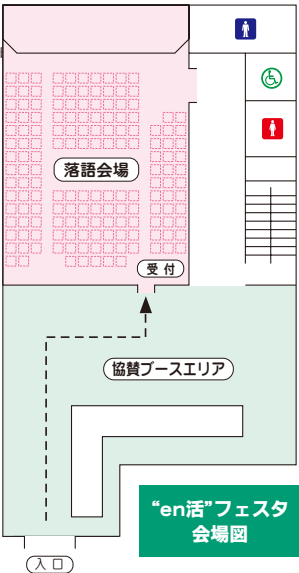 落語会場
受付
協賛ブースエリア
“en活”フェスタ
会場図
入口